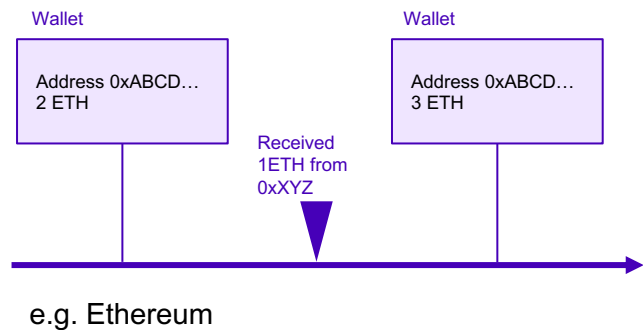 Wallet
Address 0xABCD…
2 ETH
Wallet
Address 0xABCD…
3 ETH
Received
1ETH from
0xXYZ
e.g. Ethereum